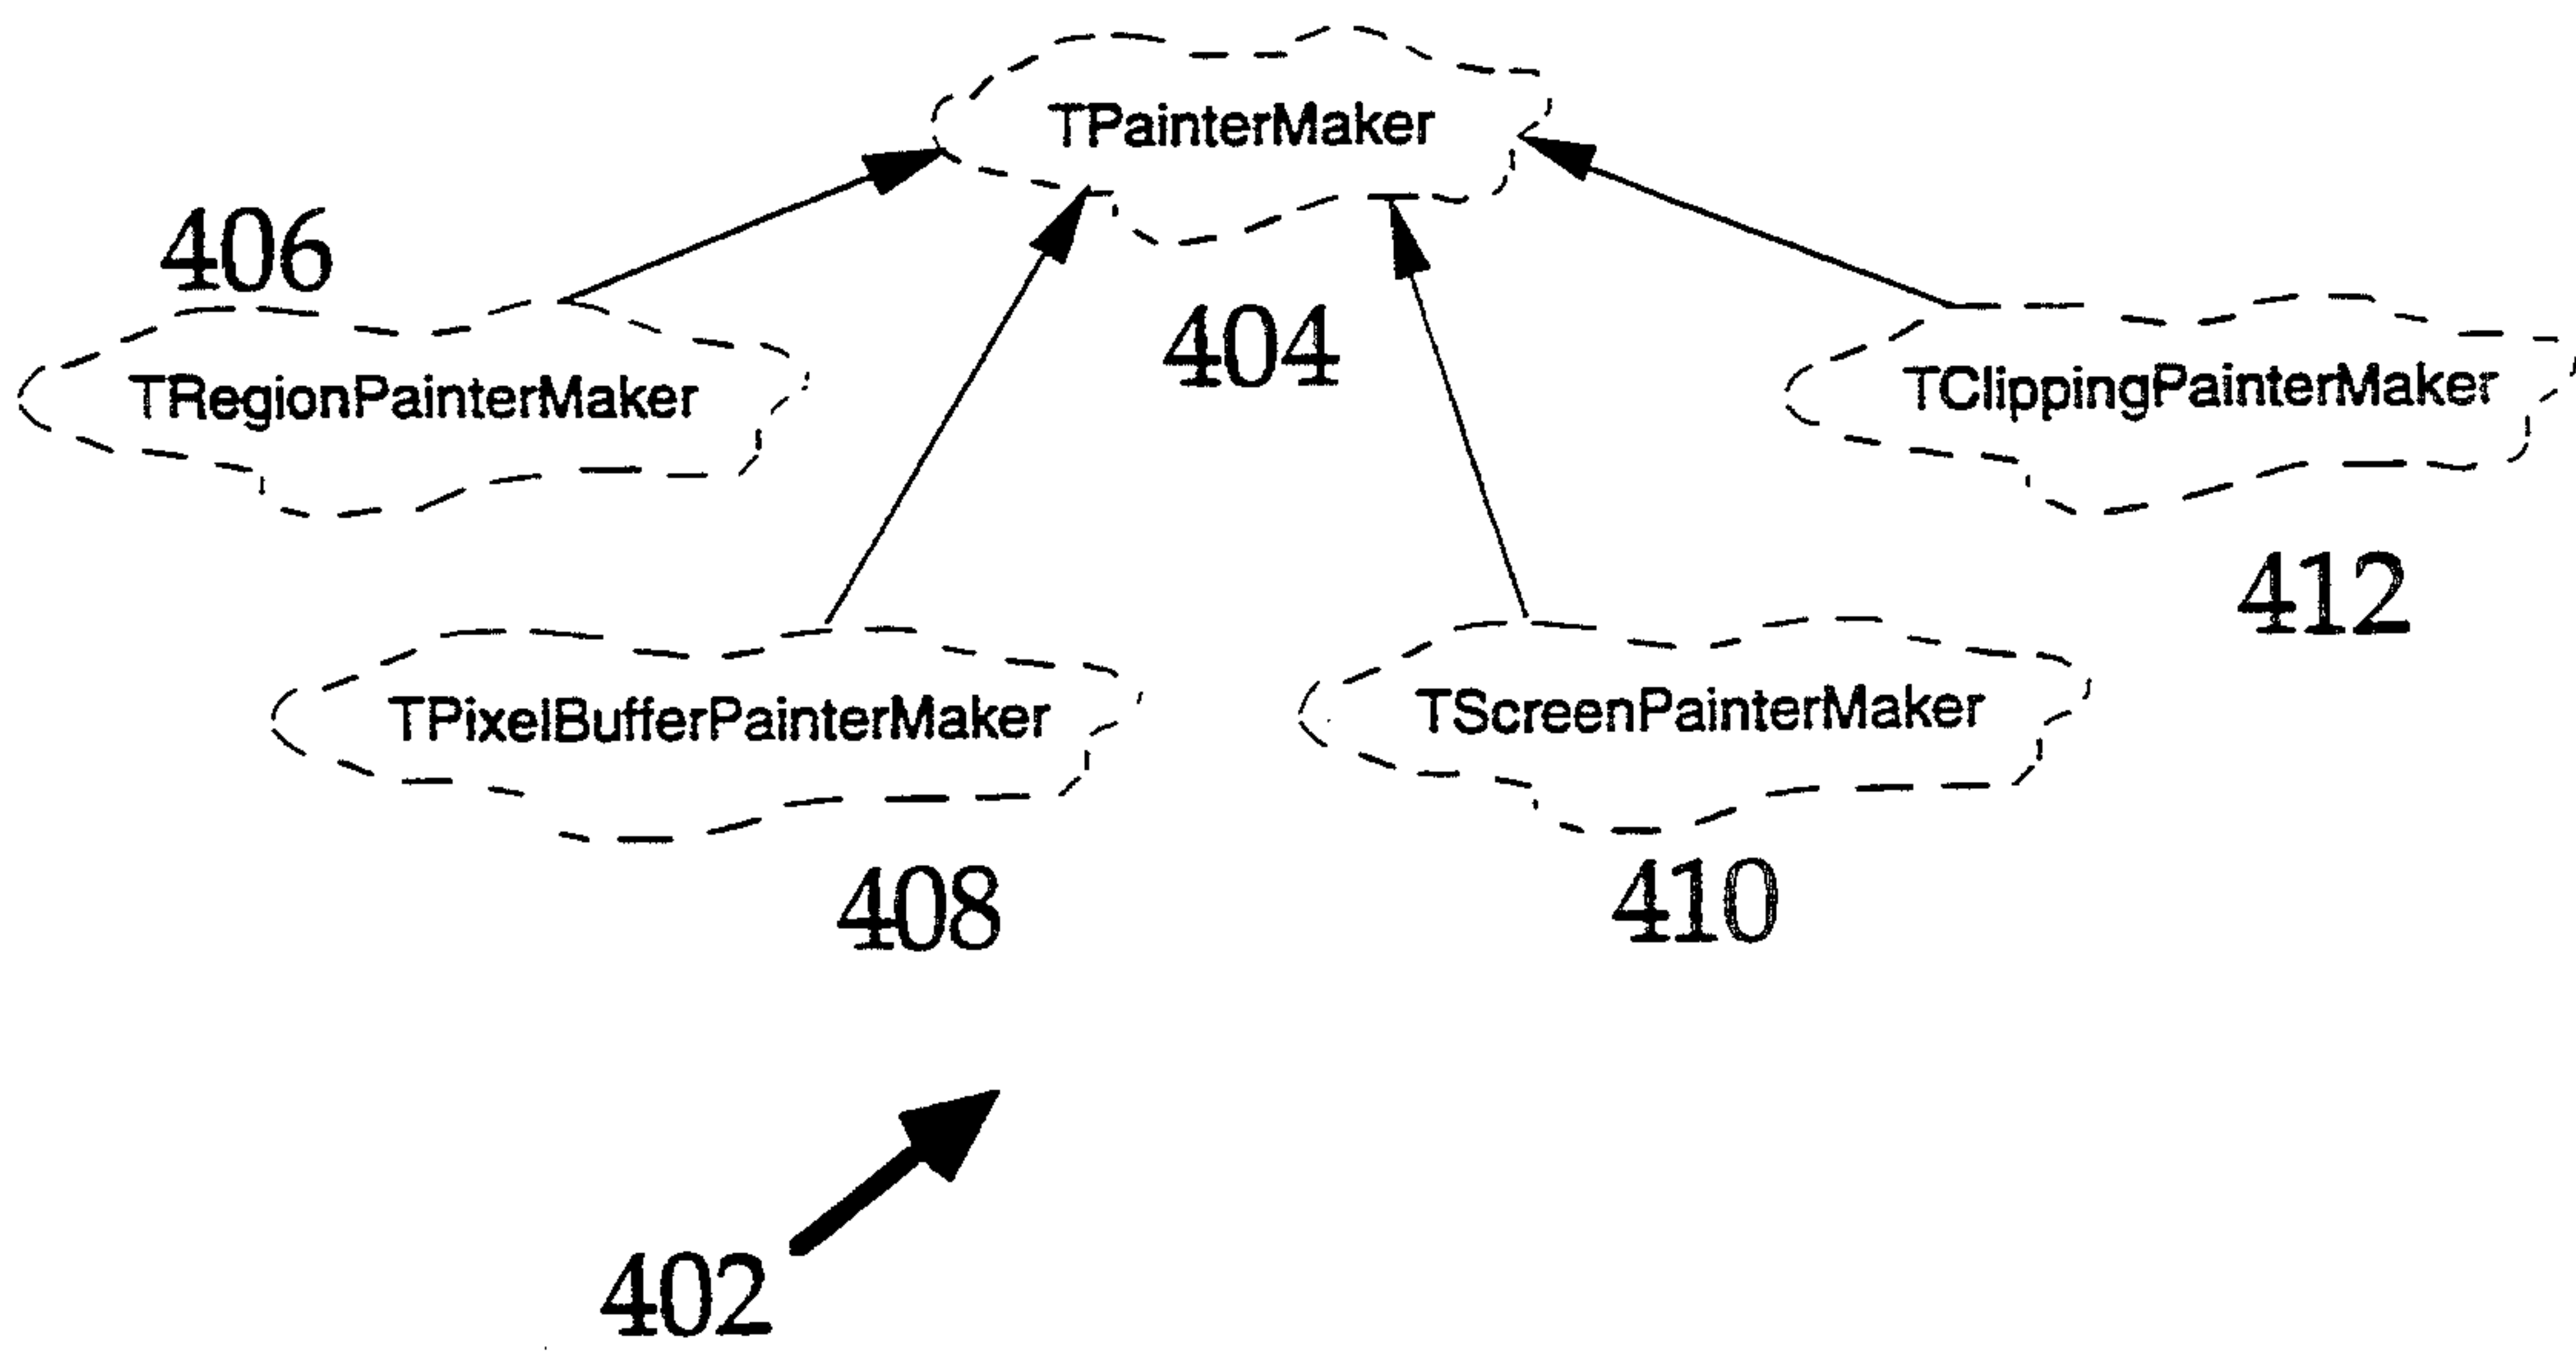 TPainterMaker
406
404
TRegionPainterMaker
TClippingPainterMaker
412
TPixelBufferPainterMaker
TScreenPainterMaker
408
410
402